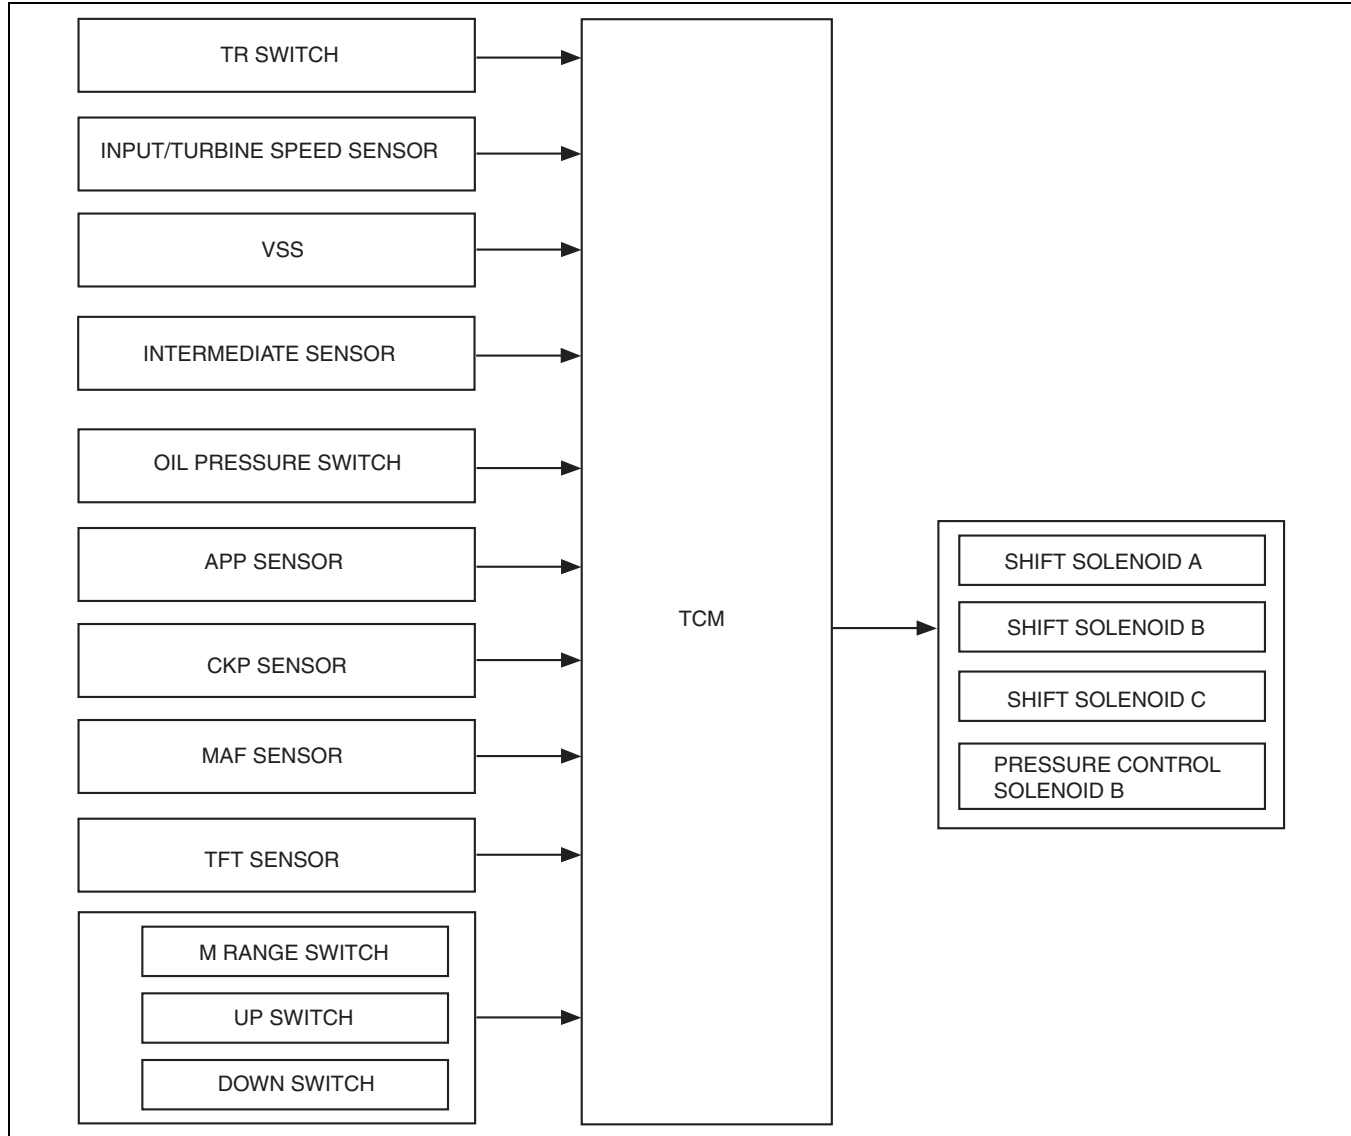 TR SWITCH
INPUT/TURBINE SPEED SENSOR
VSS
INTERMEDIATE SENSOR
OIL PRESSURE SWITCH
APP SENSOR
CKP SENSOR
MAF SENSOR
TFT SENSOR
M RANGE SWITCH
UP SWITCH
DOWN SWITCH
TCM
SHIFT SOLENOID A
SHIFT SOLENOID B
SHIFT SOLENOID C
PRESSURE CONTROL
SOLENOID B